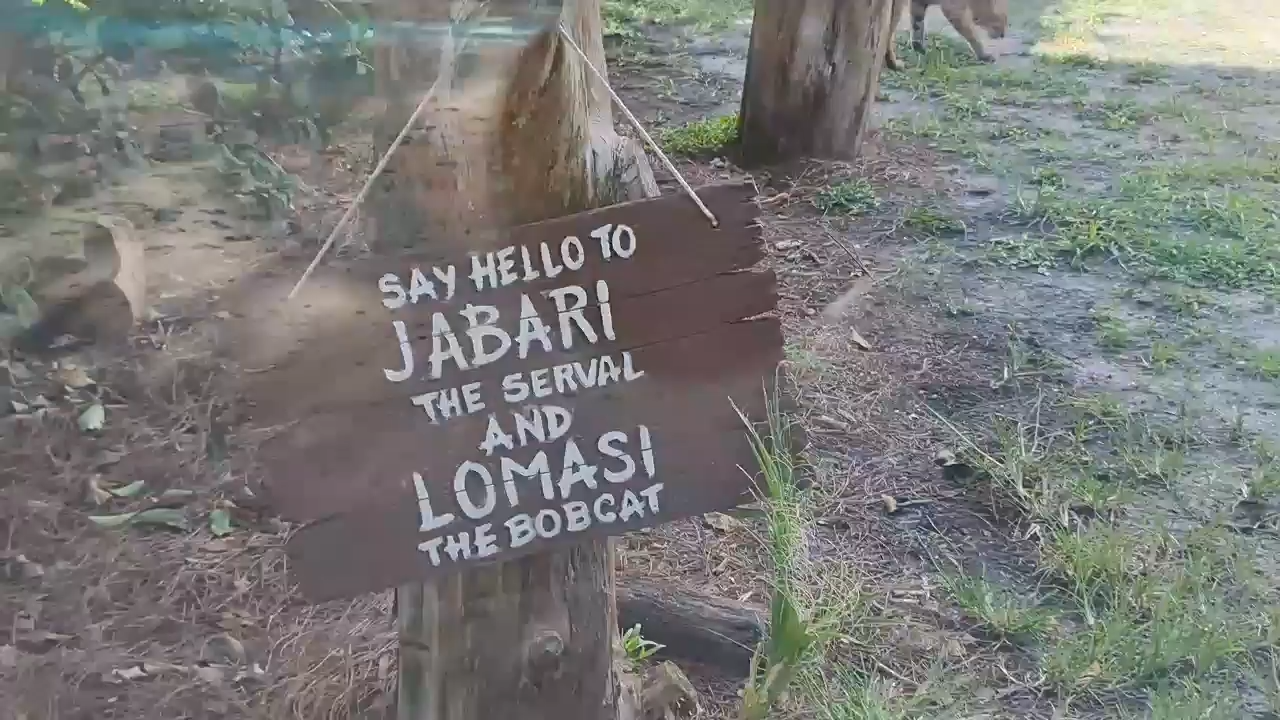 SAY HELLO TO
JABARI
THE SERVAL
AND
LOMASI
THE BOBCAT